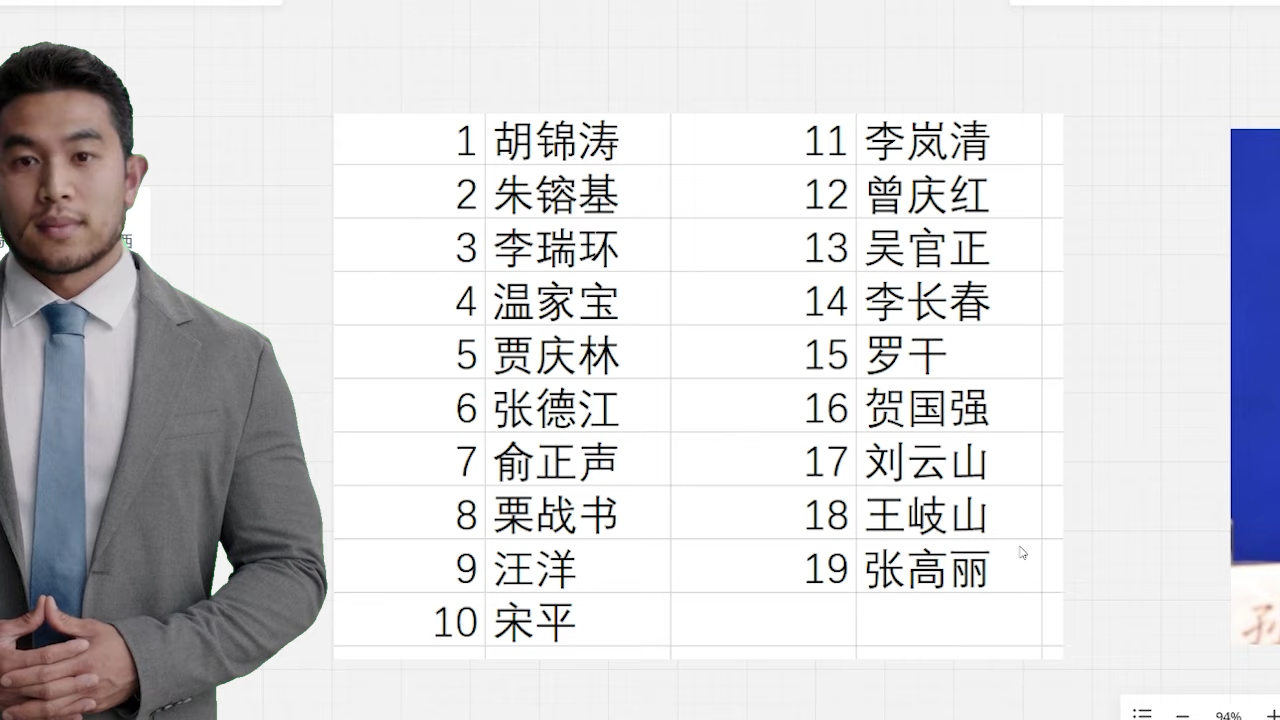 1 胡锦涛 11 李岚清
2 朱镕基 12 曾庆红
3 李瑞环 13 吴官正
4 温家宝 14 李长春
5 贾庆林 15 罗干
6 张德江 16 贺国强
7 俞正声 17 刘云山
8 栗战书 18 王岐山
9 汪洋 19 张高丽
10 宋平
94%